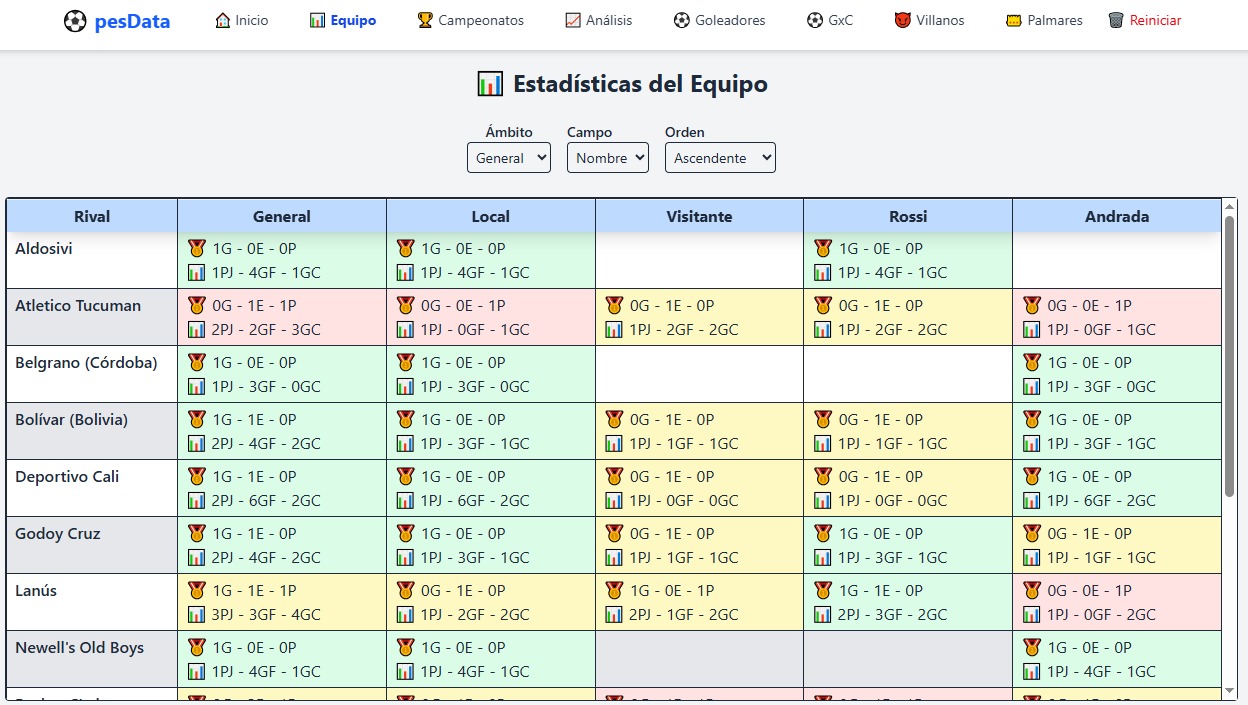 pesData Inicio Equipo Campeonatos Análisis Goleadores GxC Villanos Palmares Reiniciar
Estadísticas del Equipo
Ámbito Campo Orden
General Nombre Ascendente
Rival General Local Visitante Rossi Andrada
Aldosivi 1G - 0E - 0P 1G - 0E - 0P 1G - 0E - 0P
1PJ - 4GF - 1GC 1PJ - 4GF - 1GC 1PJ - 4GF - 1GC
Atletico Tucuman 0G - 1E - 1P 0G - 0E - 1P 0G - 1E - 0P 0G - 1E - 0P 0G - 0E - 1P
2PJ - 2GF - 3GC 1PJ - 0GF - 1GC 1PJ - 2GF - 2GC 1PJ - 2GF - 2GC 1PJ - 0GF - 1GC
Belgrano (Córdoba) 1G - 0E - 0P 1G - 0E - 0P 1G - 0E - 0P
1PJ - 3GF - 0GC 1PJ - 3GF - 0GC 1PJ - 3GF - 0GC
Bolívar (Bolivia) 1G - 1E - 0P 1G - 0E - 0P 0G - 1E - 0P 0G - 1E - 0P 1G - 0E - 0P
2PJ - 4GF - 2GC 1PJ - 3GF - 1GC 1PJ - 1GF - 1GC 1PJ - 1GF - 1GC 1PJ - 3GF - 1GC
Deportivo Cali 1G - 1E - 0P 1G - 0E - 0P 0G - 1E - 0P 0G - 1E - 0P 1G - 0E - 0P
2PJ - 6GF - 2GC 1PJ - 6GF - 2GC 1PJ - 0GF - 0GC 1PJ - 0GF - 0GC 1PJ - 6GF - 2GC
Godoy Cruz 1G - 1E - 0P 1G - 0E - 0P 0G - 1E - 0P 1G - 0E - 0P 0G - 1E - 0P
2PJ - 4GF - 2GC 1PJ - 3GF - 1GC 1PJ - 1GF - 1GC 1PJ - 3GF - 1GC 1PJ - 1GF - 1GC
Lanús 1G - 1E - 1P 0G - 1E - 0P 1G - 0E - 1P 1G - 1E - 0P 0G - 0E - 1P
3PJ - 3GF - 4GC 1PJ - 2GF - 2GC 2PJ - 1GF - 2GC 2PJ - 3GF - 2GC 1PJ - 0GF - 2GC
Newell's Old Boys 1G - 0E - 0P 1G - 0E - 0P 1G - 0E - 0P
1PJ - 4GF - 1GC 1PJ - 4GF - 1GC 1PJ - 4GF - 1GC